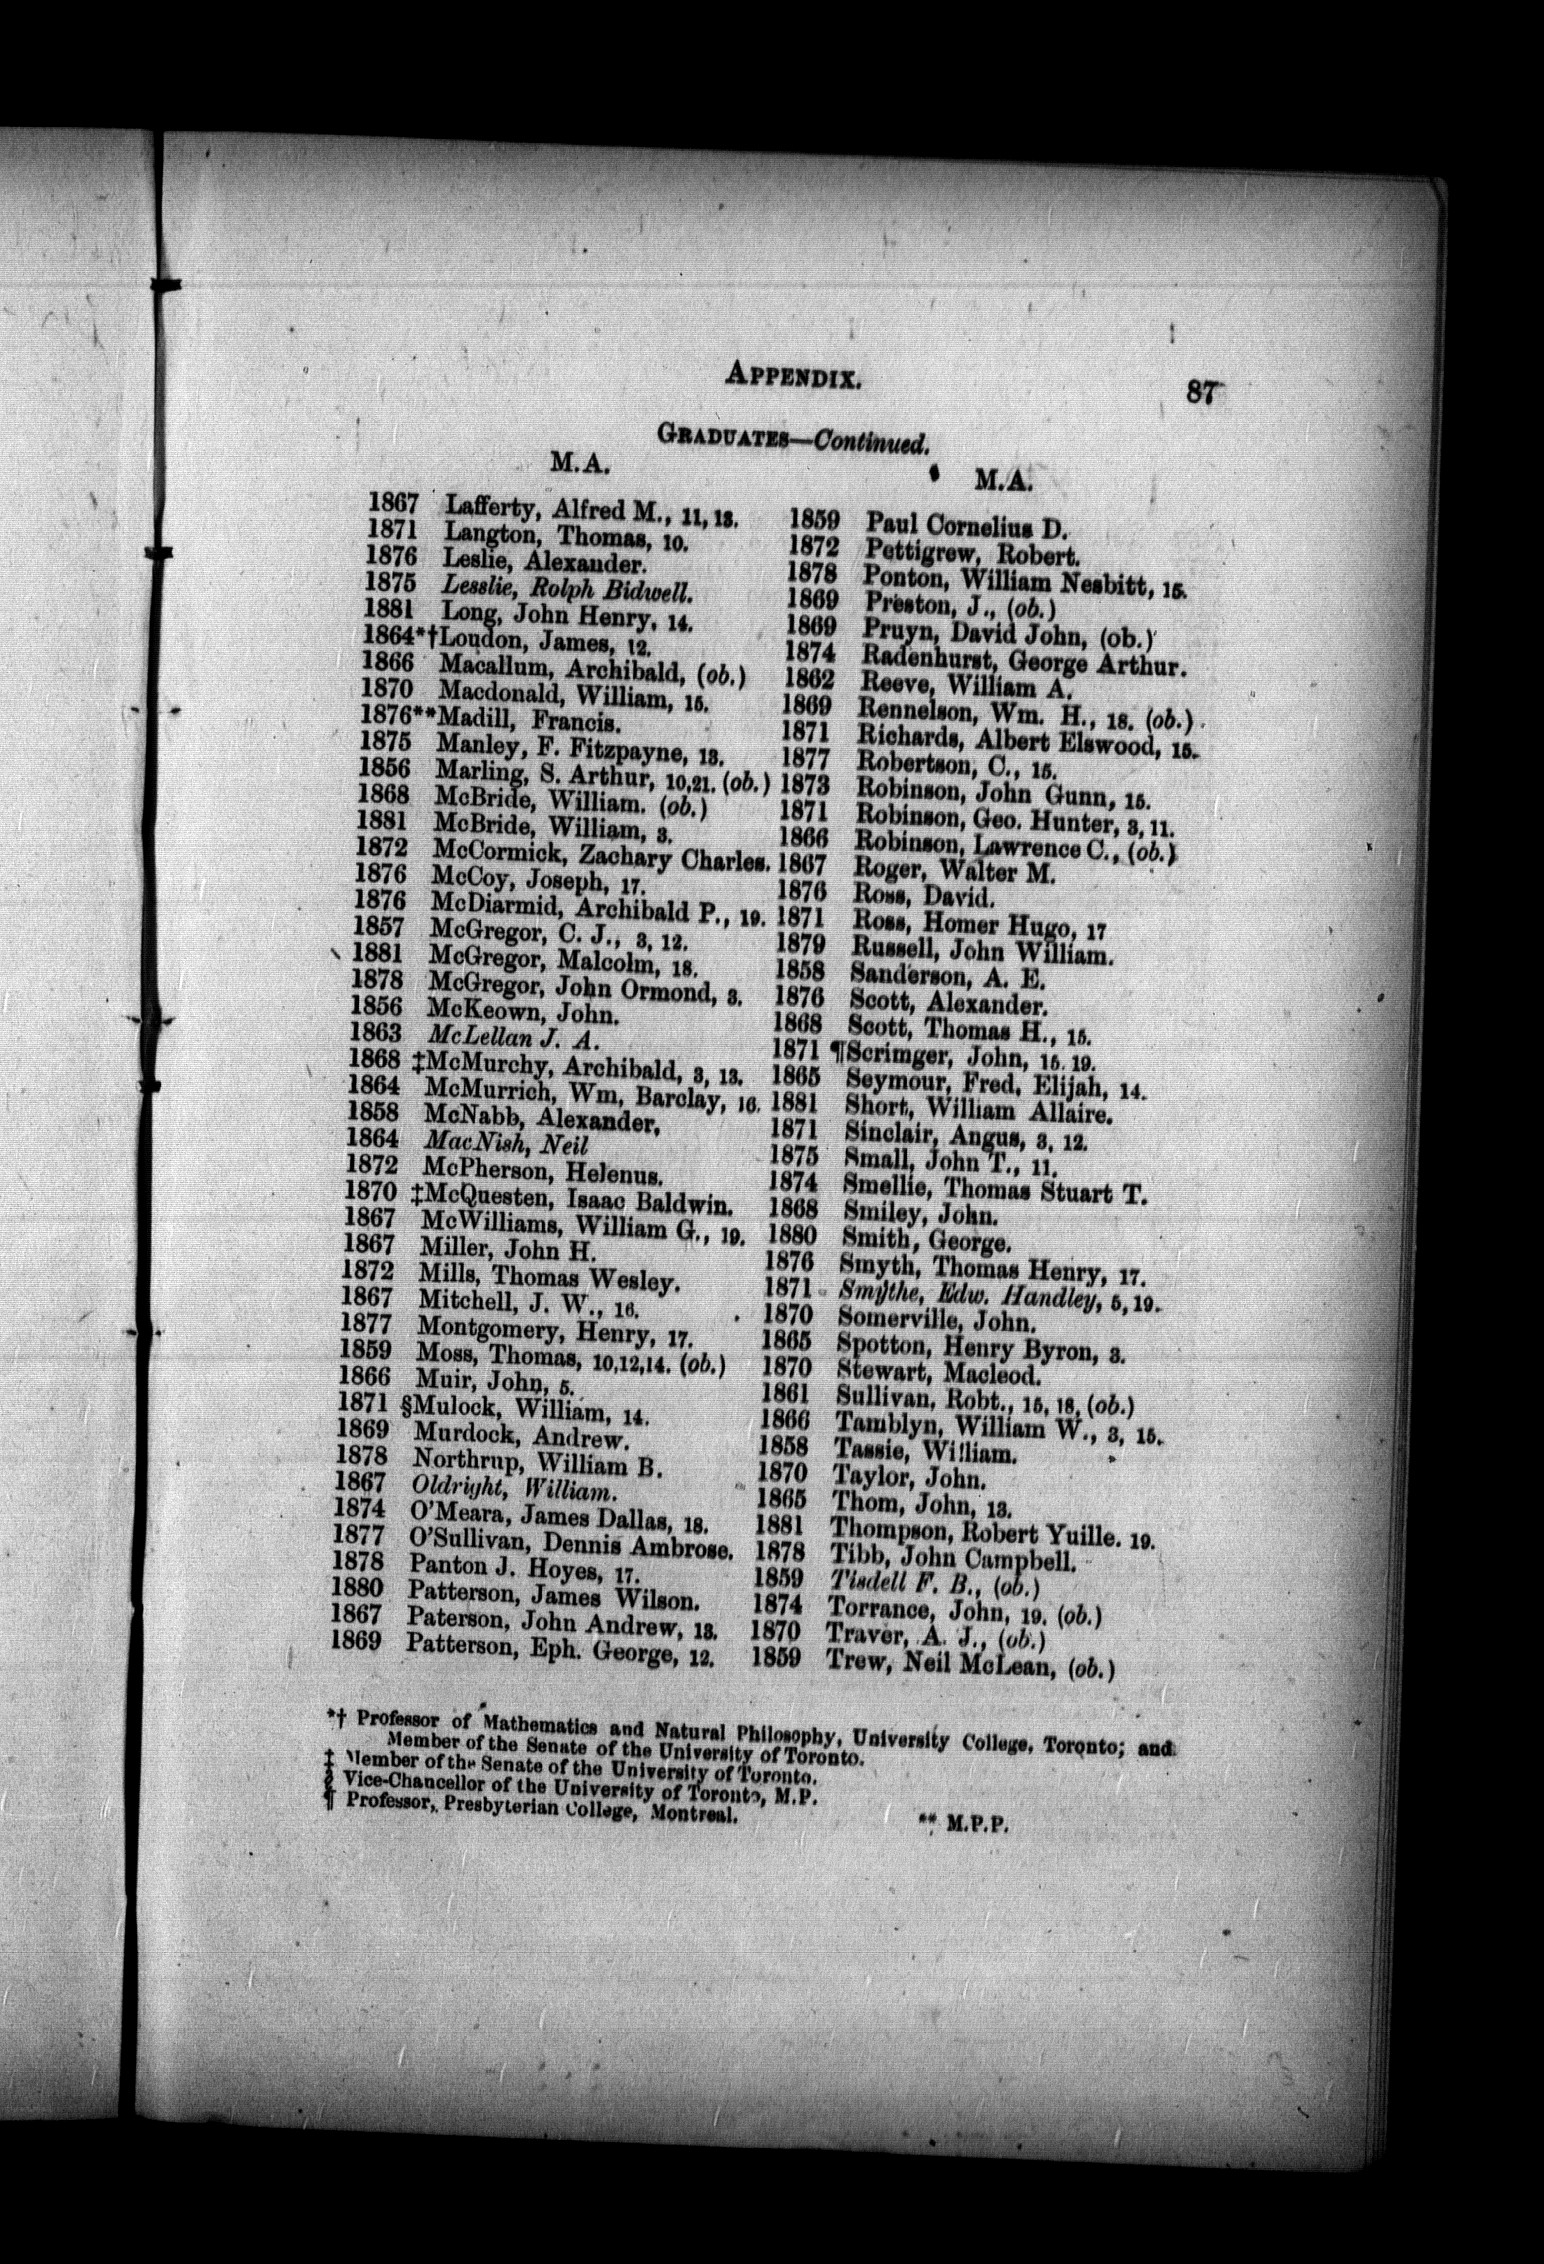 APPENDIX.
87
GRADUATES—Continued.
M.A.
1867 Lafferty, Alfred M., 11, 13.
1871 Langton, Thomas, 10.
1876 Leslie, Alexander.
1875 Lesslie, Rolph Bidwell.
1881 Long, John Henry, 14.
1864*†Loudon, James, 12.
1866 Macallum, Archibald, (ob.)
1870 Macdonald, William, 15.
1876**Madill, Francis.
1875 Manley, F. Fitzpayne, 13.
1856 Marling, S. Arthur, 10,21. (ob.)
1868 McBride, William. (ob.)
1881 McBride, William, 3.
1872 McCormick, Zachary Charles.
1876 McCoy, Joseph, 17.
1876 McDiarmid, Archibald P., 19.
1857 McGregor, C. J., 3, 12.
1881 McGregor, Malcolm, 18.
1878 McGregor, John Ormond, 3.
1856 McKeown, John.
1863 McLellan J. A.
1868 ‡McMurchy, Archibald, 3, 13.
1864 McMurrich, Wm, Barclay, 16.
1858 McNabb, Alexander,
1864 MacNish, Neil
1872 McPherson, Helenus.
1870 ‡McQuesten, Isaac Baldwin.
1867 McWilliams, William G., 19.
1867 Miller, John H.
1872 Mills, Thomas Wesley.
1867 Mitchell, J. W., 16.
1877 Montgomery, Henry, 17.
1859 Moss, Thomas, 10,12,14. (ob.)
1866 Muir, John, 5.
1871 §Mulock, William, 14.
1869 Murdock, Andrew.
1878 Northrup, William B.
1867 Oldright, William.
1874 O'Meara, James Dallas, 18.
1877 O'Sullivan, Dennis Ambrose.
1878 Panton J. Hoyes, 17.
1880 Patterson, James Wilson.
1867 Paterson, John Andrew, 13.
1869 Patterson, Eph. George, 12.
M.A.
1859 Paul Cornelius D.
1872 Pettigrew, Robert.
1878 Ponton, William Nesbitt, 15.
1869 Preston, J., (ob.)
1869 Pruyn, David John, (ob.)
1874 Radenhurst, George Arthur.
1862 Reeve, William A.
1869 Rennelson, Wm. H., 18. (ob.)
1871 Richards, Albert Elswood, 15.
1877 Robertson, C., 15.
1873 Robinson, John Gunn, 15.
1871 Robinson, Geo. Hunter, 3, 11.
1866 Robinson, Lawrence C., (ob.)
1867 Roger, Walter M.
1876 Ross, David.
1871 Ross, Homer Hugo, 17
1879 Russell, John William.
1858 Sanderson, A. E.
1876 Scott, Alexander.
1868 Scott, Thomas H., 15.
1871 ¶Scrimger, John, 15. 19.
1865 Seymour, Fred, Elijah, 14.
1881 Short, William Allaire.
1871 Sinclair, Angus, 3, 12.
1875 Small, John T., 11.
1874 Smellie, Thomas Stuart T.
1868 Smiley, John.
1880 Smith, George.
1876 Smyth, Thomas Henry, 17.
1871 Smythe, Edw. Handley, 5, 19.
1870 Somerville, John.
1865 Spotton, Henry Byron, 3.
1870 Stewart, Macleod.
1861 Sullivan, Robt., 15, 18, (ob.)
1866 Tamblyn, William W., 3, 15.
1858 Tassie, William.
1870 Taylor, John.
1865 Thom, John, 13.
1881 Thompson, Robert Yuille. 19.
1878 Tibb, John Campbell.
1859 Tisdell F. B., (ob.)
1874 Torrance, John, 19. (ob.)
1870 Traver, A. J., (ob.)
1859 Trew, Neil McLean, (ob.)
*† Professor of Mathematics and Natural Philosophy, University College, Toronto; and
Member of the Senate of the University of Toronto.
‡ Member of the Senate of the University of Toronto.
§ Vice-Chancellor of the University of Toronto, M.P.
¶ Professor, Presbyterian College, Montreal.
** M.P.P.